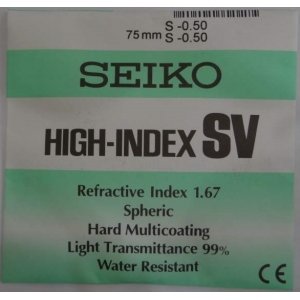 S -0.50
75mm S -0.50
SEIKO
HIGH-INDEX SV
Refractive Index 1.67
Spheric
Hard Multicoating
Light Transmittance 99%
Water Resistant
CE